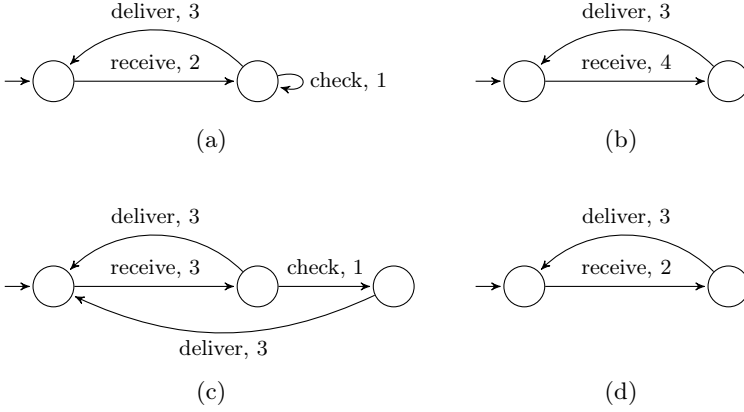 deliver, 3
receive, 2
check, 1
(a)
deliver, 3
receive, 4
(b)
deliver, 3
receive, 3
check, 1
deliver, 3
(c)
deliver, 3
receive, 2
(d)